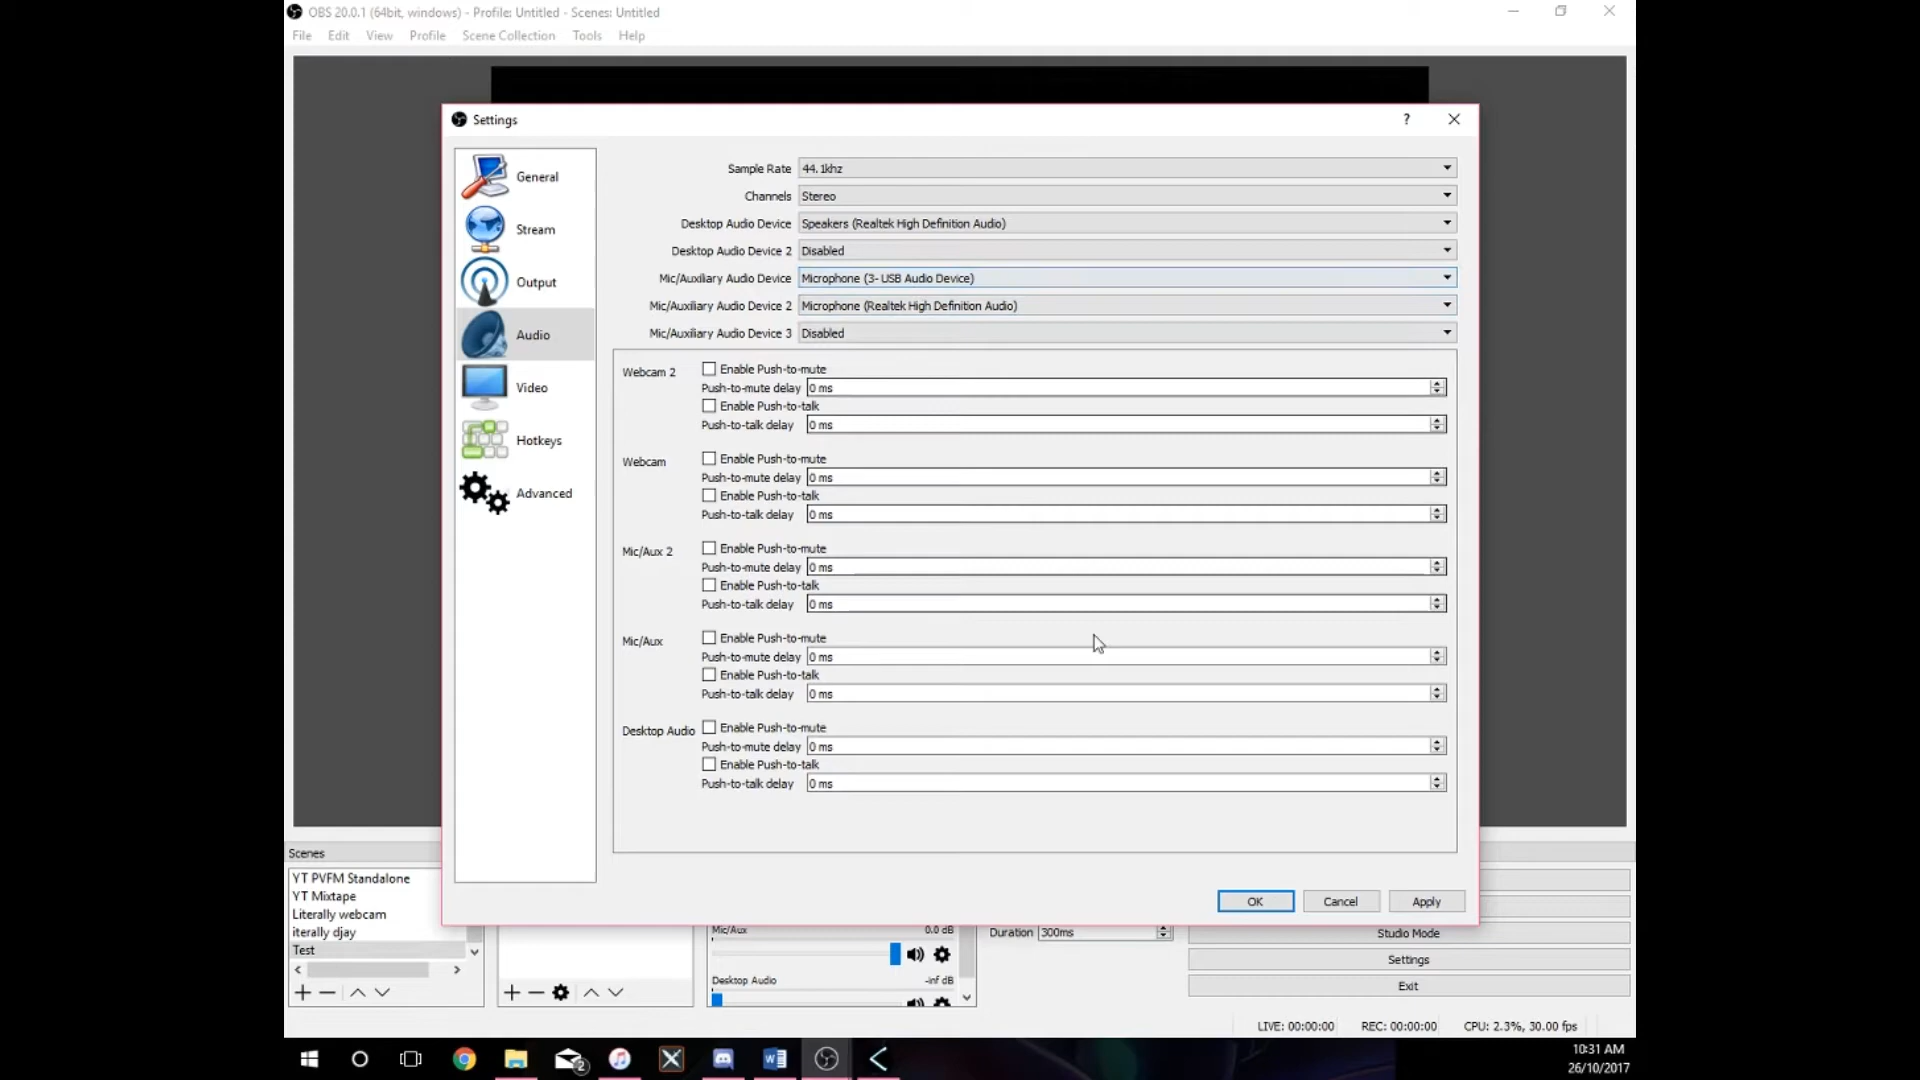 OBS 20.0.1 (64bit, windows) - Profile: Untitled - Scenes: Untitled
File Edit View Profile Scene Collection Tools Help
Settings
?
General
Stream
Output
Audio
Video
Hotkeys
Advanced
Sample Rate 44.1khz
Channels Stereo
Desktop Audio Device Speakers (Realtek High Definition Audio)
Desktop Audio Device 2 Disabled
Mic/Auxiliary Audio Device Microphone (3- USB Audio Device)
Mic/Auxiliary Audio Device 2 Microphone (Realtek High Definition Audio)
Mic/Auxiliary Audio Device 3 Disabled
Webcam 2 Enable Push-to-mute
Push-to-mute delay 0 ms
Enable Push-to-talk
Push-to-talk delay 0 ms
Webcam Enable Push-to-mute
Push-to-mute delay 0 ms
Enable Push-to-talk
Push-to-talk delay 0 ms
Mic/Aux 2 Enable Push-to-mute
Push-to-mute delay 0 ms
Enable Push-to-talk
Push-to-talk delay 0 ms
Mic/Aux Enable Push-to-mute
Push-to-mute delay 0 ms
Enable Push-to-talk
Push-to-talk delay 0 ms
Desktop Audio Enable Push-to-mute
Push-to-mute delay 0 ms
Enable Push-to-talk
Push-to-talk delay 0 ms
OK Cancel Apply
Scenes
YT PVFM Standalone
YT Mixtape
Literally webcam
iterally djay
Test
Mic/Aux 0.0 dB
Desktop Audio -inf dB
Duration 300ms
Studio Mode
Settings
Exit
LIVE: 00:00:00 REC: 00:00:00 CPU: 2.3%, 30.00 fps
2
10:31 AM
26/10/2017